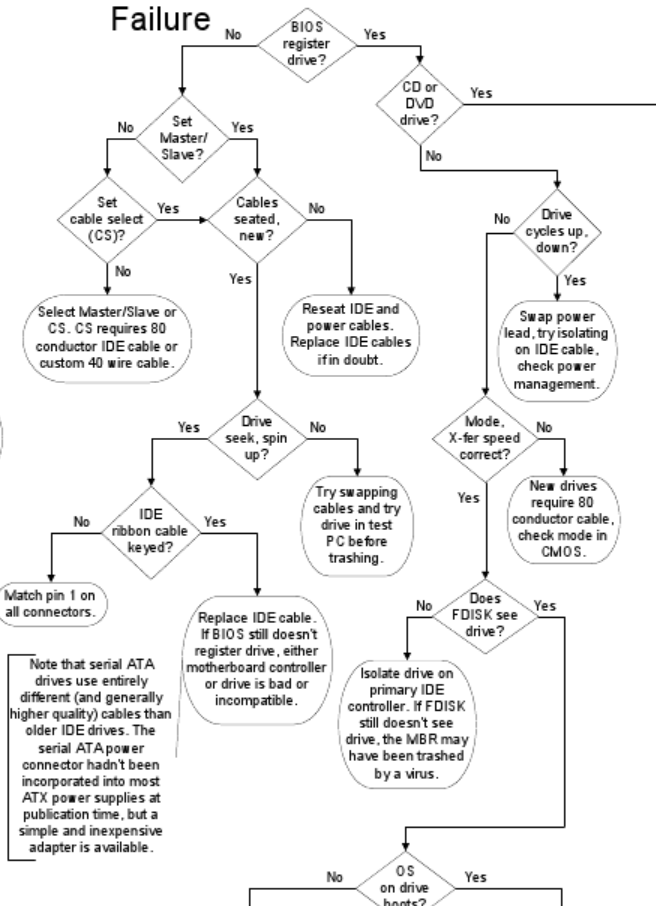 Failure
BIOS
register
drive?
No
Yes
CD or
DVD
drive?
Yes
No
Set
Master/
Slave?
No
Yes
Set
cable select
(CS)?
Yes
No
Cables
seated,
new?
No
Yes
Drive
cycles up,
down?
No
Yes
Select Master/Slave or
CS. CS requires 80
conductor IDE cable or
custom 40 wire cable.
Reseat IDE and
power cables.
Replace IDE cables
if in doubt.
Swap power
lead, try isolating
on IDE cable,
check power
management.
Drive
seek, spin
up?
Yes
No
Mode,
X-fer speed
correct?
No
Yes
Try swapping
cables and try
drive in test
PC before
trashing.
New drives
require 80
conductor cable,
check mode in
CMOS.
IDE
ribbon cable
keyed?
No
Yes
Match pin 1 on
all connectors.
Replace IDE cable.
If BIOS still doesn't
register drive, either
motherboard controller
or drive is bad or
incompatible.
Does
FDISK see
drive?
No
Yes
Isolate drive on
primary IDE
controller. If FDISK
still doesn't see
drive, the MBR may
have been trashed
by a virus.
Note that serial ATA
drives use entirely
different (and generally
higher quality) cables than
older IDE drives. The
serial ATA power
connector hadn't been
incorporated into most
ATX power supplies at
publication time, but a
simple and inexpensive
adapter is available.
OS
on drive
boots?
No
Yes